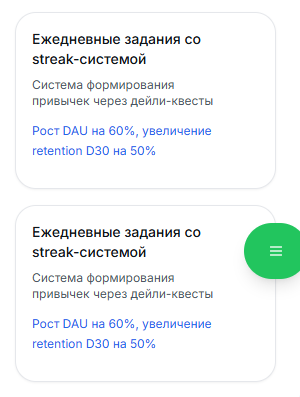 Ежедневные задания со
streak-системой
Система формирования
привычек через дейли-квесты
Рост DAU на 60%, увеличение
retention D30 на 50%
Ежедневные задания со
streak-системой
Система формирования
привычек через дейли-квесты
Рост DAU на 60%, увеличение
retention D30 на 50%